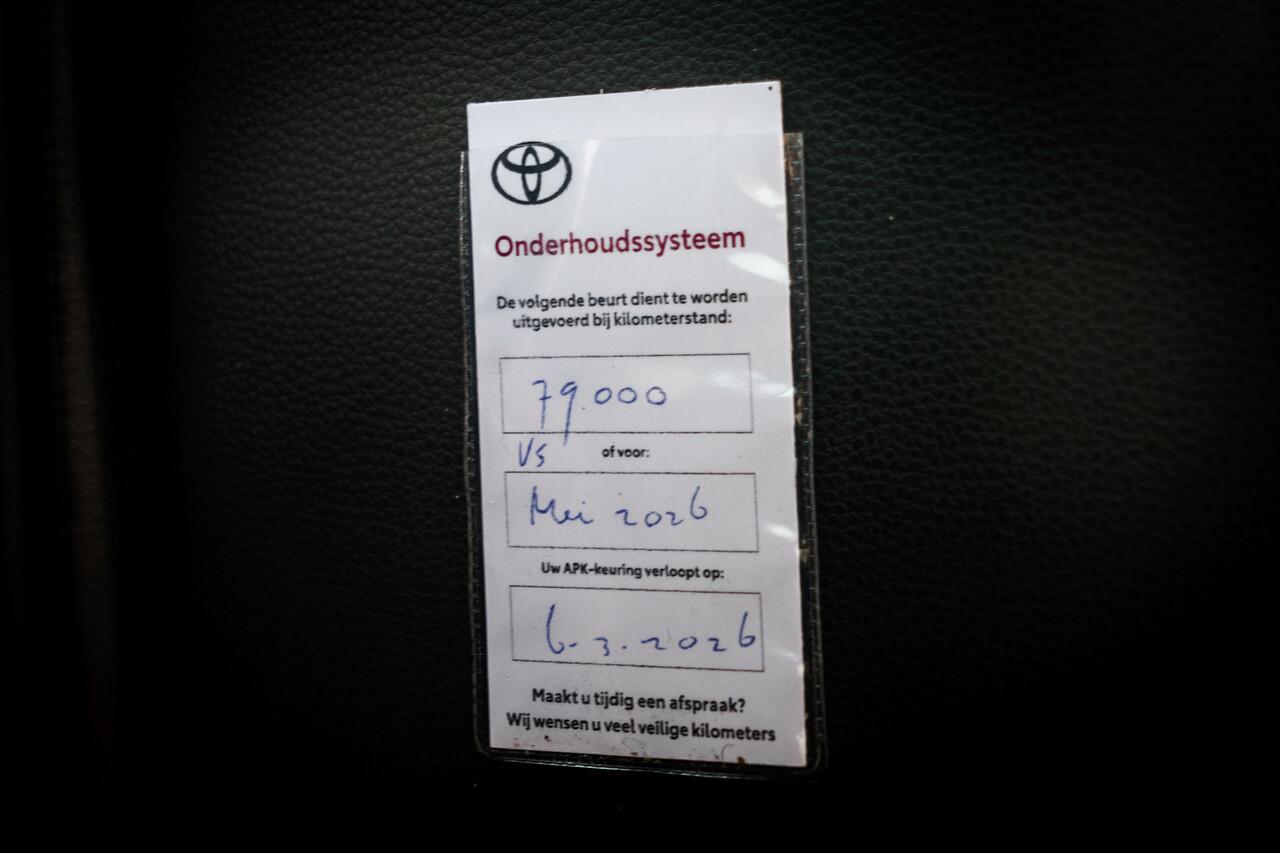 Onderhoudssysteem
De volgende beurt dient te worden
uitgevoerd bij kilometerstand:
79.000
VS of voor:
Mei 2026
Uw APK-keuring verloopt op:
6-3.2026
Maakt u tijdig een afspraak?
Wij wensen u veel veilige kilometers